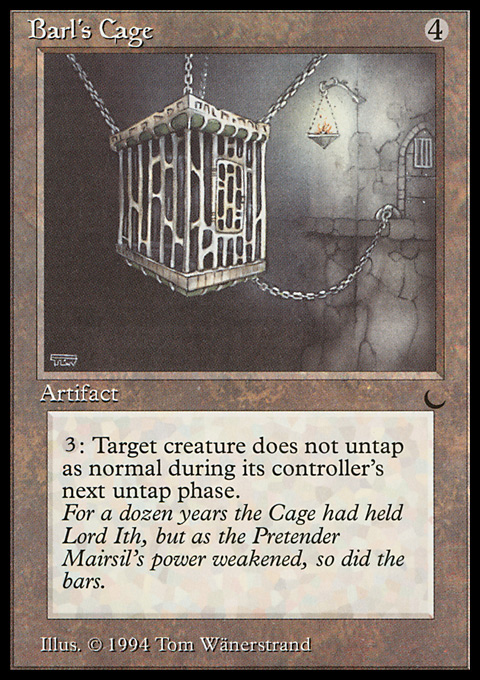 Barl's Cage 4
TCW
Artifact
3: Target creature does not untap
as normal during its controller's
next untap phase.
For a dozen years the Cage had held
Lord Ith, but as the Pretender
Mairsil's power weakened, so did the
bars.
Illus. © 1994 Tom Wänerstrand